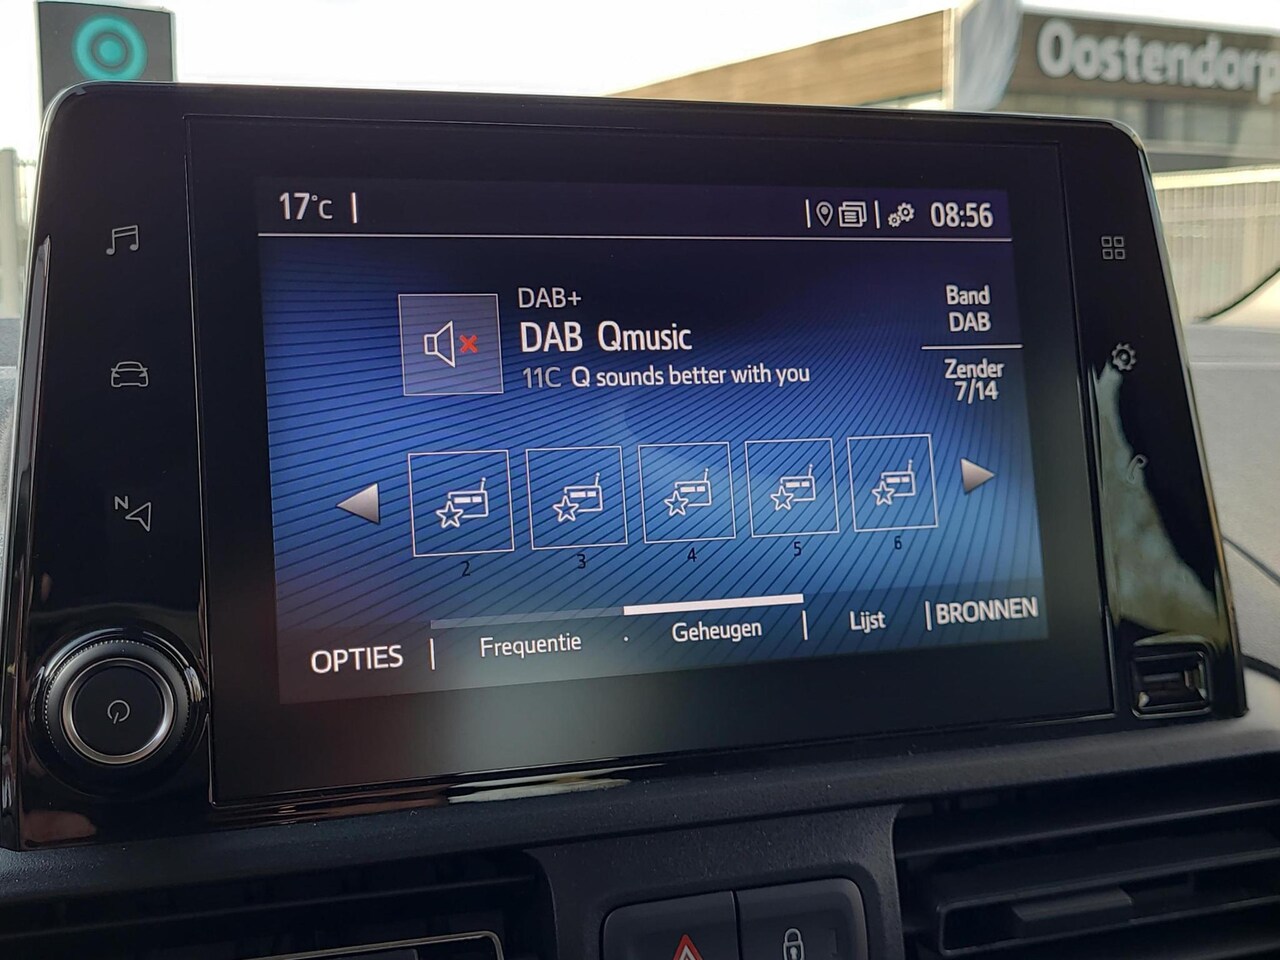 Oostendorp
17°C
08:56
DAB+
DAB Qmusic
11C Q sounds better with you
Band
DAB
Zender
7/14
N
2
3
4
5
6
OPTIES
Frequentie
Geheugen
Lijst
BRONNEN